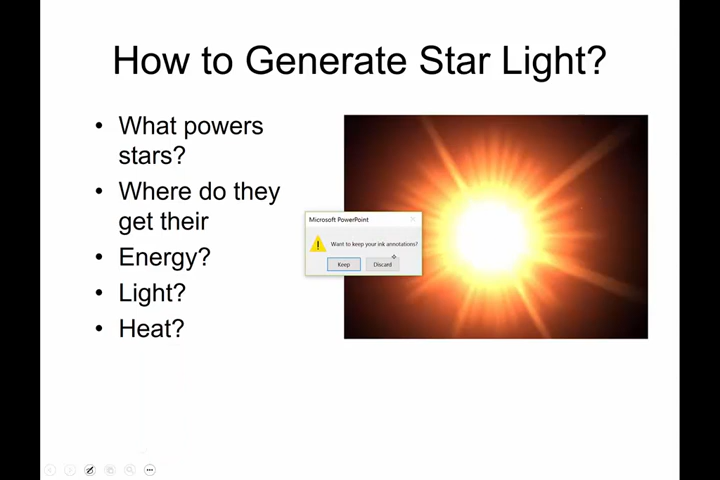 How to Generate Star Light?
• What powers
stars?
• Where do they
get their
• Energy?
• Light?
• Heat?
Microsoft PowerPoint
Want to keep your ink annotations?
Keep
Discard